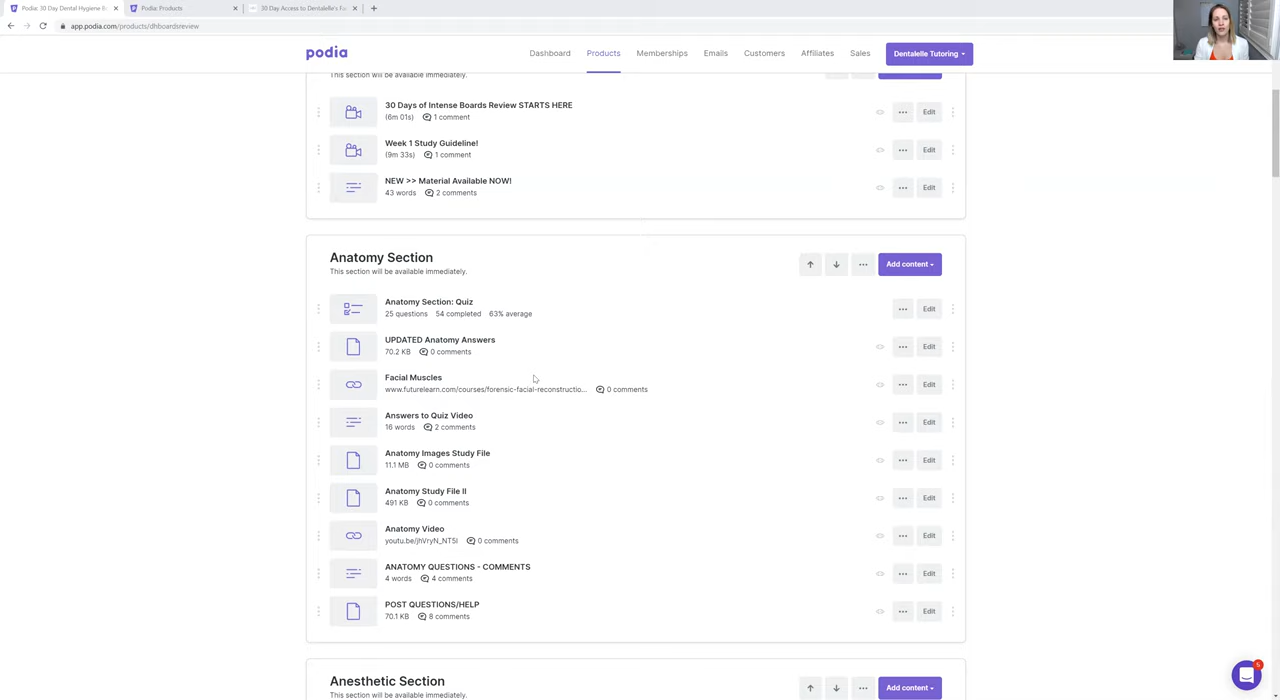 Podia: 30 Day Dental Hygiene B
Podia: Products
30 Day Access to Dentalelle's Fa
app.podia.com/products/dhboardsreview
podia
Dashboard
Products
Memberships
Emails
Customers
Affiliates
Sales
Dentalelle Tutoring
This section will be available immediately.
30 Days of Intense Boards Review STARTS HERE
(6m 01s) 1 comment
Edit
Week 1 Study Guideline!
(9m 33s) 1 comment
Edit
NEW >> Material Available NOW!
43 words 2 comments
Edit
Anatomy Section
This section will be available immediately.
Add content
Anatomy Section: Quiz
25 questions 54 completed 63% average
Edit
UPDATED Anatomy Answers
70.2 KB 0 comments
Edit
Facial Muscles
www.futurelearn.com/courses/forensic-facial-reconstructio... 0 comments
Edit
Answers to Quiz Video
16 words 2 comments
Edit
Anatomy Images Study File
11.1 MB 0 comments
Edit
Anatomy Study File II
491 KB 0 comments
Edit
Anatomy Video
0 comments
Edit
ANATOMY QUESTIONS - COMMENTS
4 words 4 comments
Edit
POST QUESTIONS/HELP
70.1 KB 8 comments
Edit
Anesthetic Section
This section will be available immediately.
Add content
5